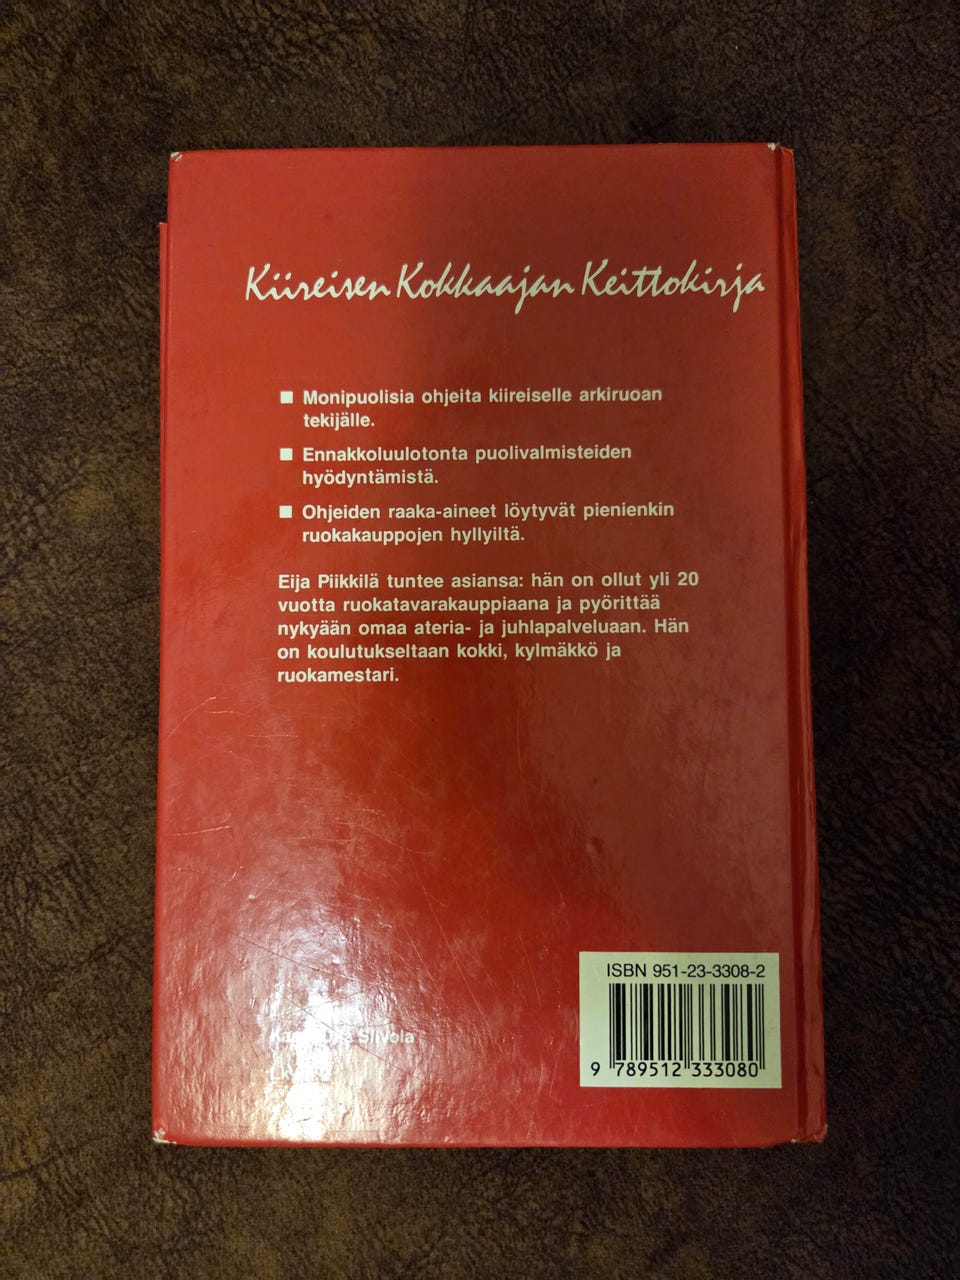 Kiireisen Kokkaajan Keittokirja
■ Monipuolisia ohjeita kiireiselle arkiruoan
tekijälle.
■ Ennakkoluulotonta puolivalmisteiden
hyödyntämistä.
■ Ohjeiden raaka-aineet löytyvät pienienkin
ruokakauppojen hyllyiltä.
Eija Piikkilä tuntee asiansa: hän on ollut yli 20
vuotta ruokatavarakauppiaana ja pyörittää
nykyään omaa ateria- ja juhlapalveluaan. Hän
on koulutukseltaan kokki, kylmäkkö ja
ruokamestari.
Silvola
ISBN 951-23-3308-2
9 789512 333080